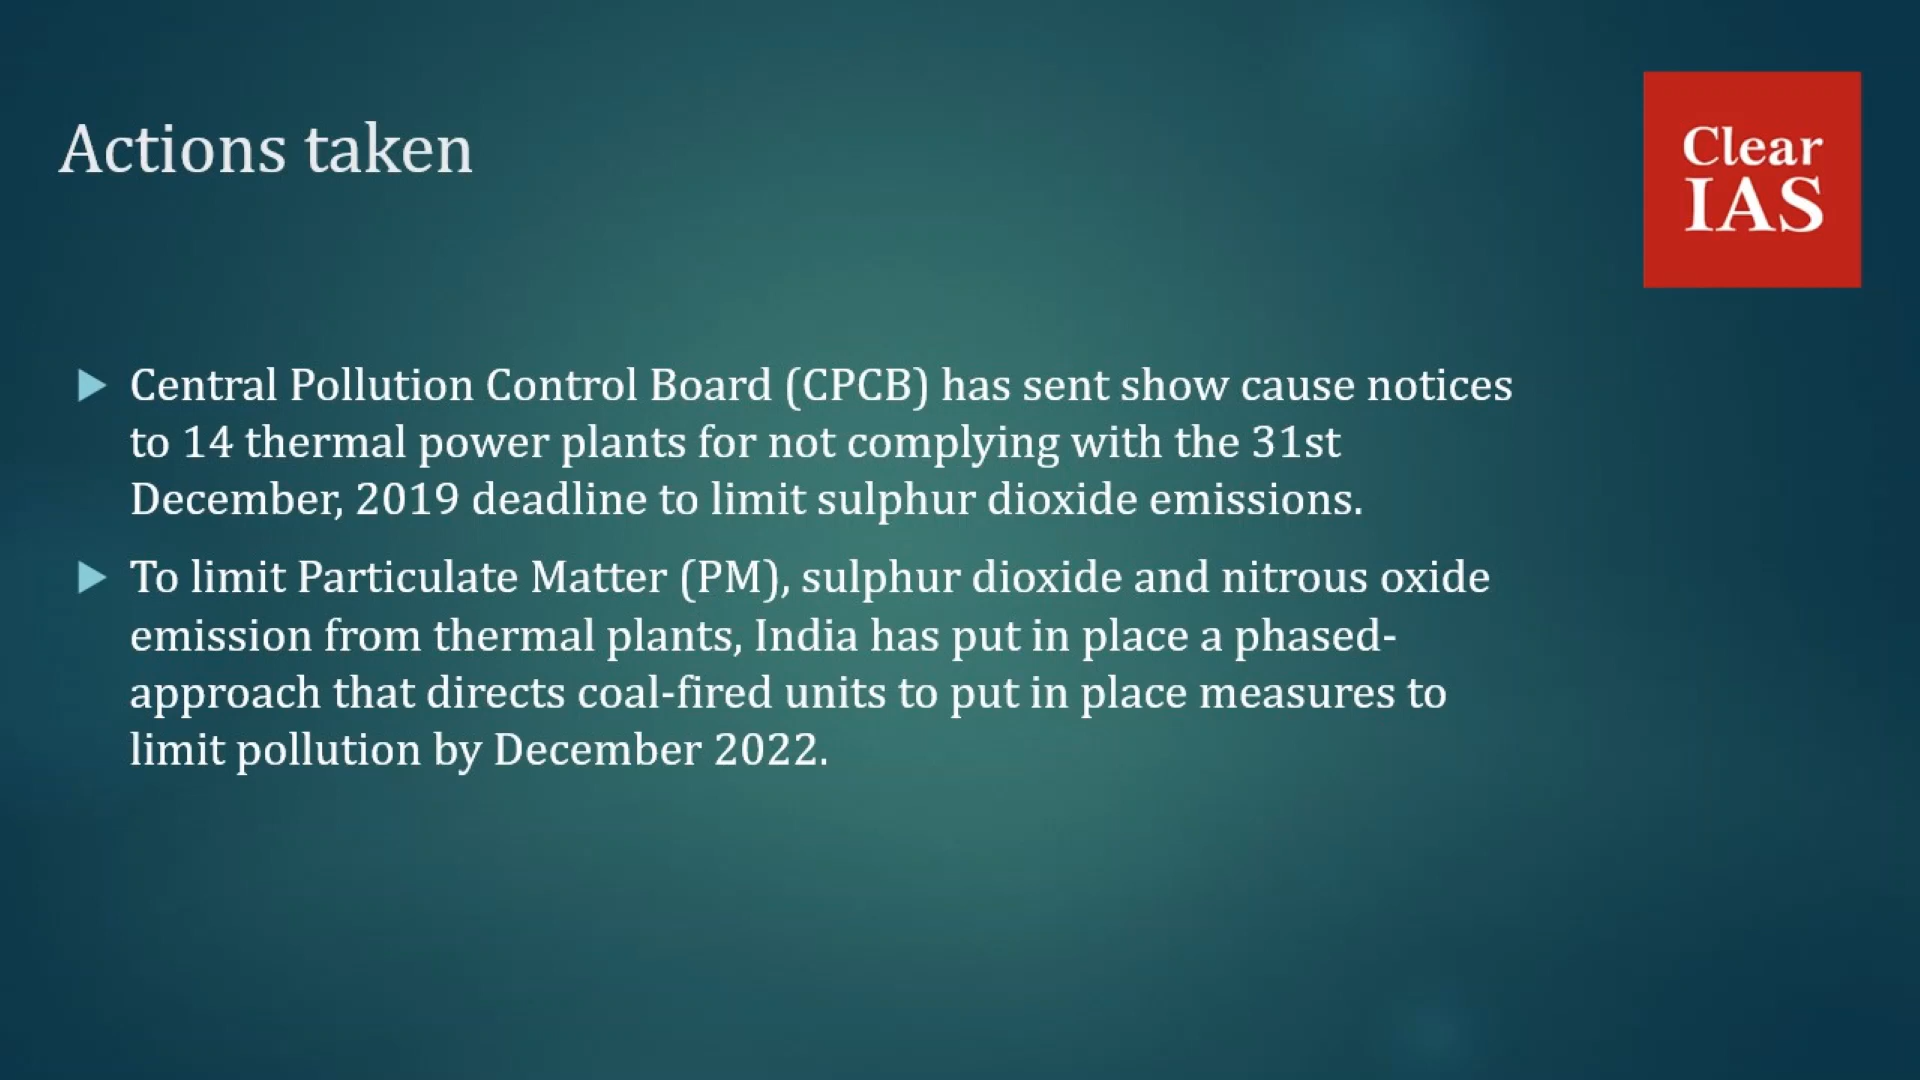 Actions taken
Clear
IAS
Central Pollution Control Board (CPCB) has sent show cause notices
to 14 thermal power plants for not complying with the 31st
December, 2019 deadline to limit sulphur dioxide emissions.
To limit Particulate Matter (PM), sulphur dioxide and nitrous oxide
emission from thermal plants, India has put in place a phased-
approach that directs coal-fired units to put in place measures to
limit pollution by December 2022.